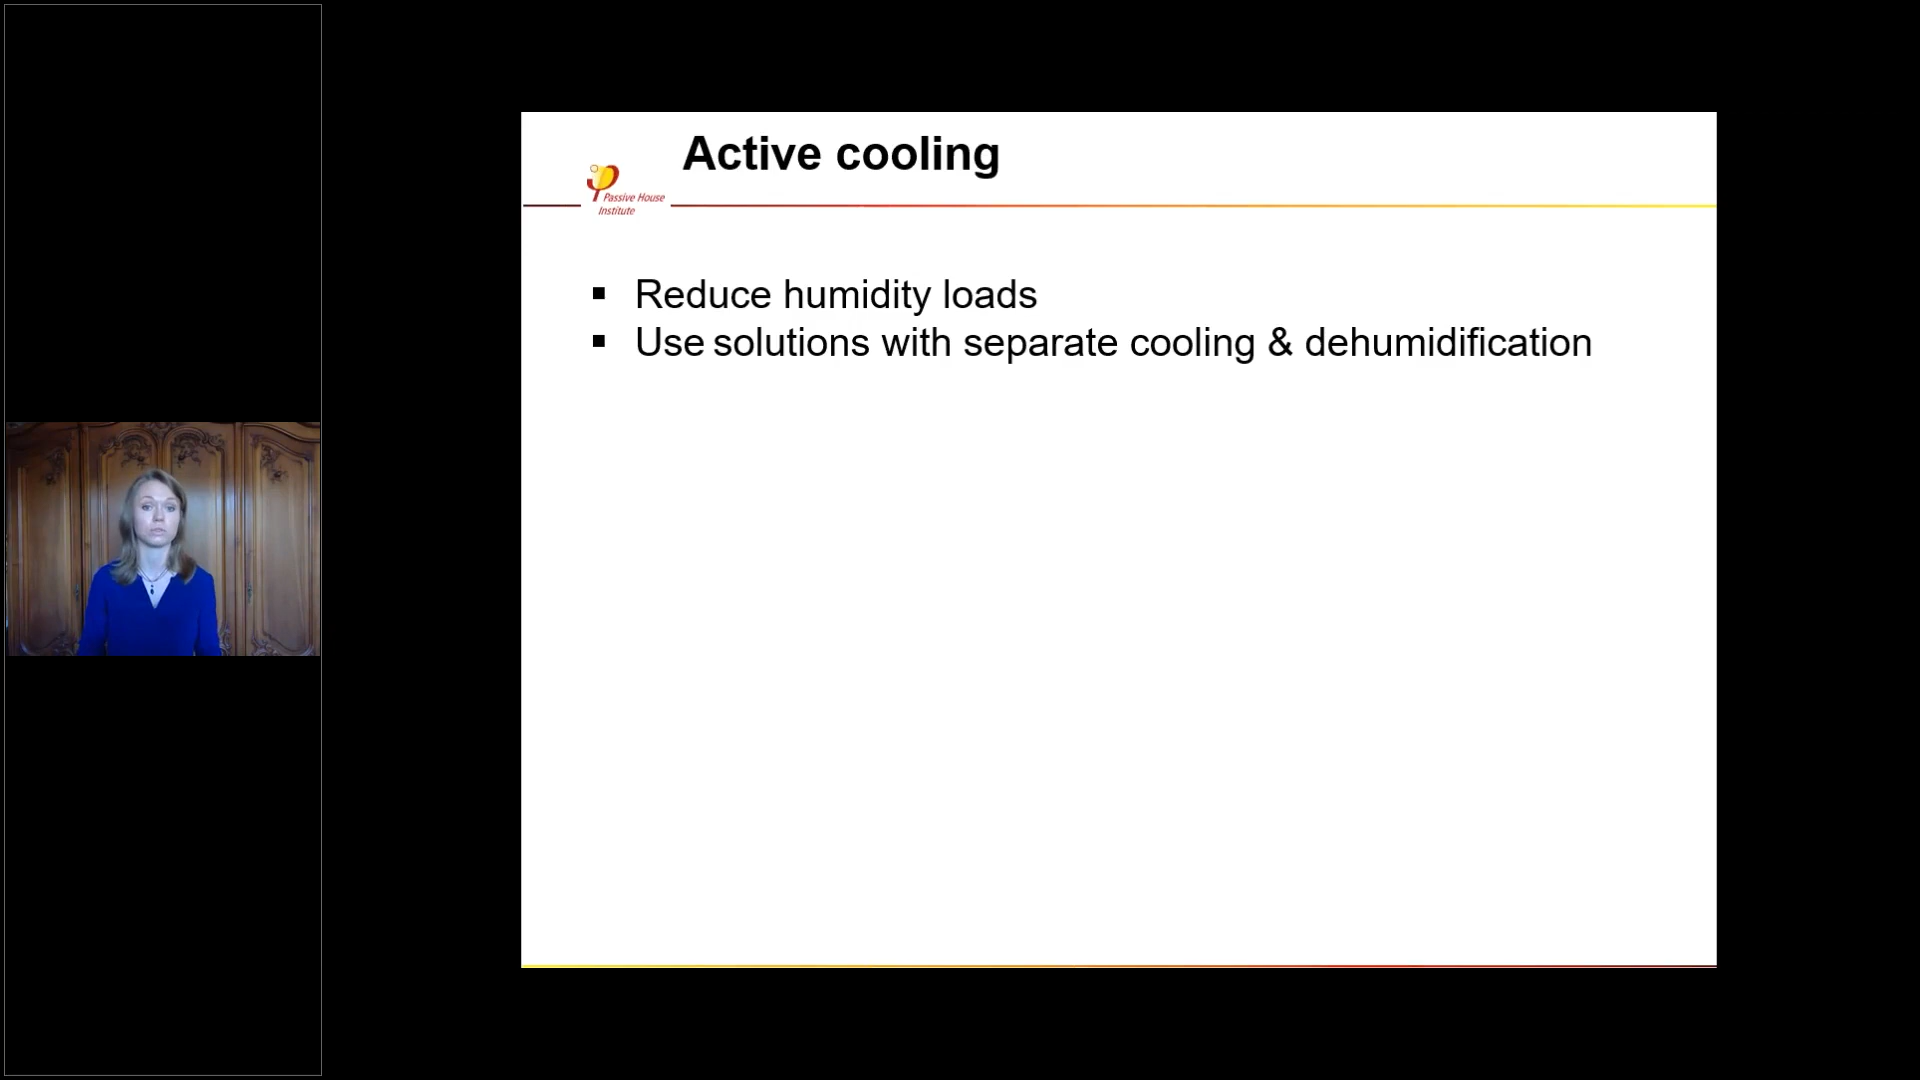 Active cooling
Passive House
Institute
Reduce humidity loads
Use solutions with separate cooling & dehumidification